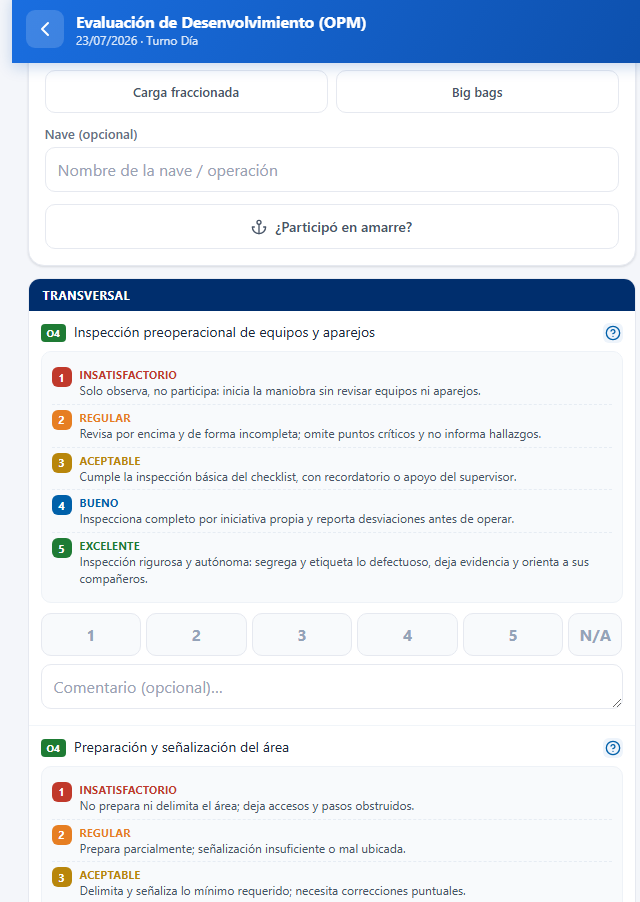 Evaluación de Desenvolvimiento (OPM)
23/07/2026 · Turno Día
Carga fraccionada
Big bags
Nave (opcional)
Nombre de la nave / operación
¿Participó en amarre?
TRANSVERSAL
O4 Inspección preoperacional de equipos y aparejos
?
1 INSATISFACTORIO
Solo observa, no participa: inicia la maniobra sin revisar equipos ni aparejos.
2 REGULAR
Revisa por encima y de forma incompleta; omite puntos críticos y no informa hallazgos.
3 ACEPTABLE
Cumple la inspección básica del checklist, con recordatorio o apoyo del supervisor.
4 BUENO
Inspecciona completo por iniciativa propia y reporta desviaciones antes de operar.
5 EXCELENTE
Inspección rigurosa y autónoma: segrega y etiqueta lo defectuoso, deja evidencia y orienta a sus
compañeros.
1 2 3 4 5 N/A
Comentario (opcional)...
O4 Preparación y señalización del área
?
1 INSATISFACTORIO
No prepara ni delimita el área; deja accesos y pasos obstruidos.
2 REGULAR
Prepara parcialmente; señalización insuficiente o mal ubicada.
3 ACEPTABLE
Delimita y señaliza lo mínimo requerido; necesita correcciones puntuales.